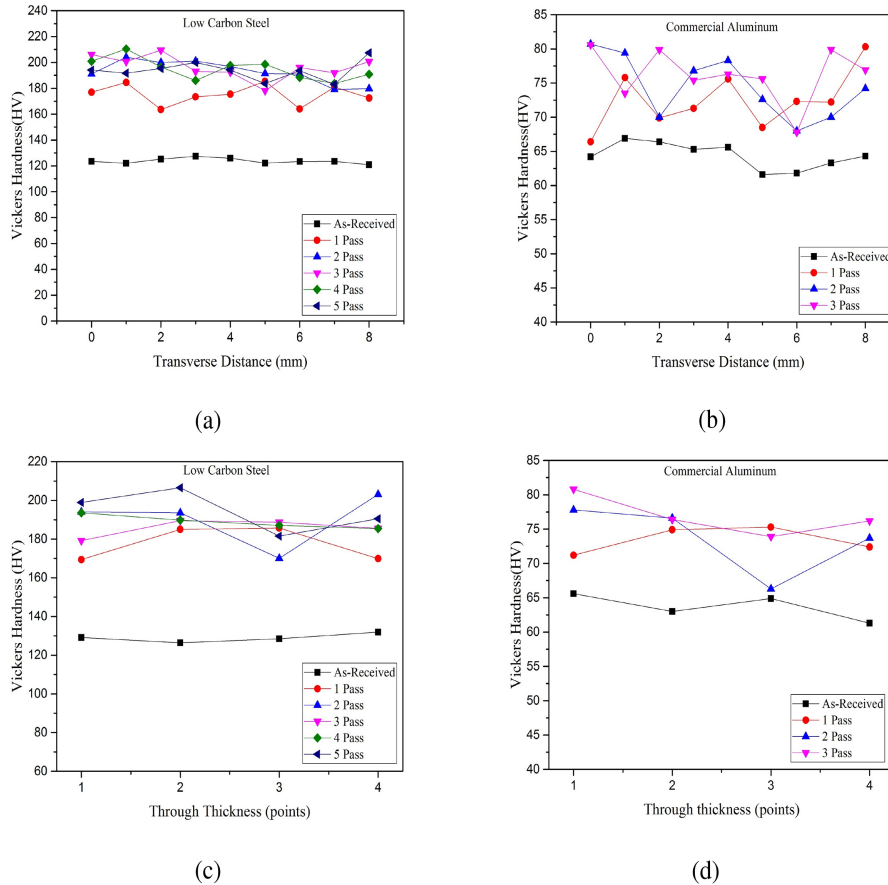 Low Carbon Steel
Vickers Hardness(HV)
240
220
200
180
160
140
120
100
80
60
40
20
0
As-Received
1 Pass
2 Pass
3 Pass
4 Pass
5 Pass
0 2 4 6 8
Transverse Distance (mm)
(a)
Commercial Aluminum
Vickers Hardness(HV)
85
80
75
70
65
60
55
50
45
40
As-Received
1 Pass
2 Pass
3 Pass
0 2 4 6 8
Transverse Distance (mm)
(b)
Low Carbon Steel
Vickers Hardness (HV)
220
200
180
160
140
120
100
80
60
As-Received
1 Pass
2 Pass
3 Pass
4 Pass
5 Pass
1 2 3 4
Through Thickness (points)
(c)
Commercial Aluminum
Vickers Hardness(HV)
85
80
75
70
65
60
55
50
45
40
As-Received
1 Pass
2 Pass
3 Pass
1 2 3 4
Through thickness (points)
(d)